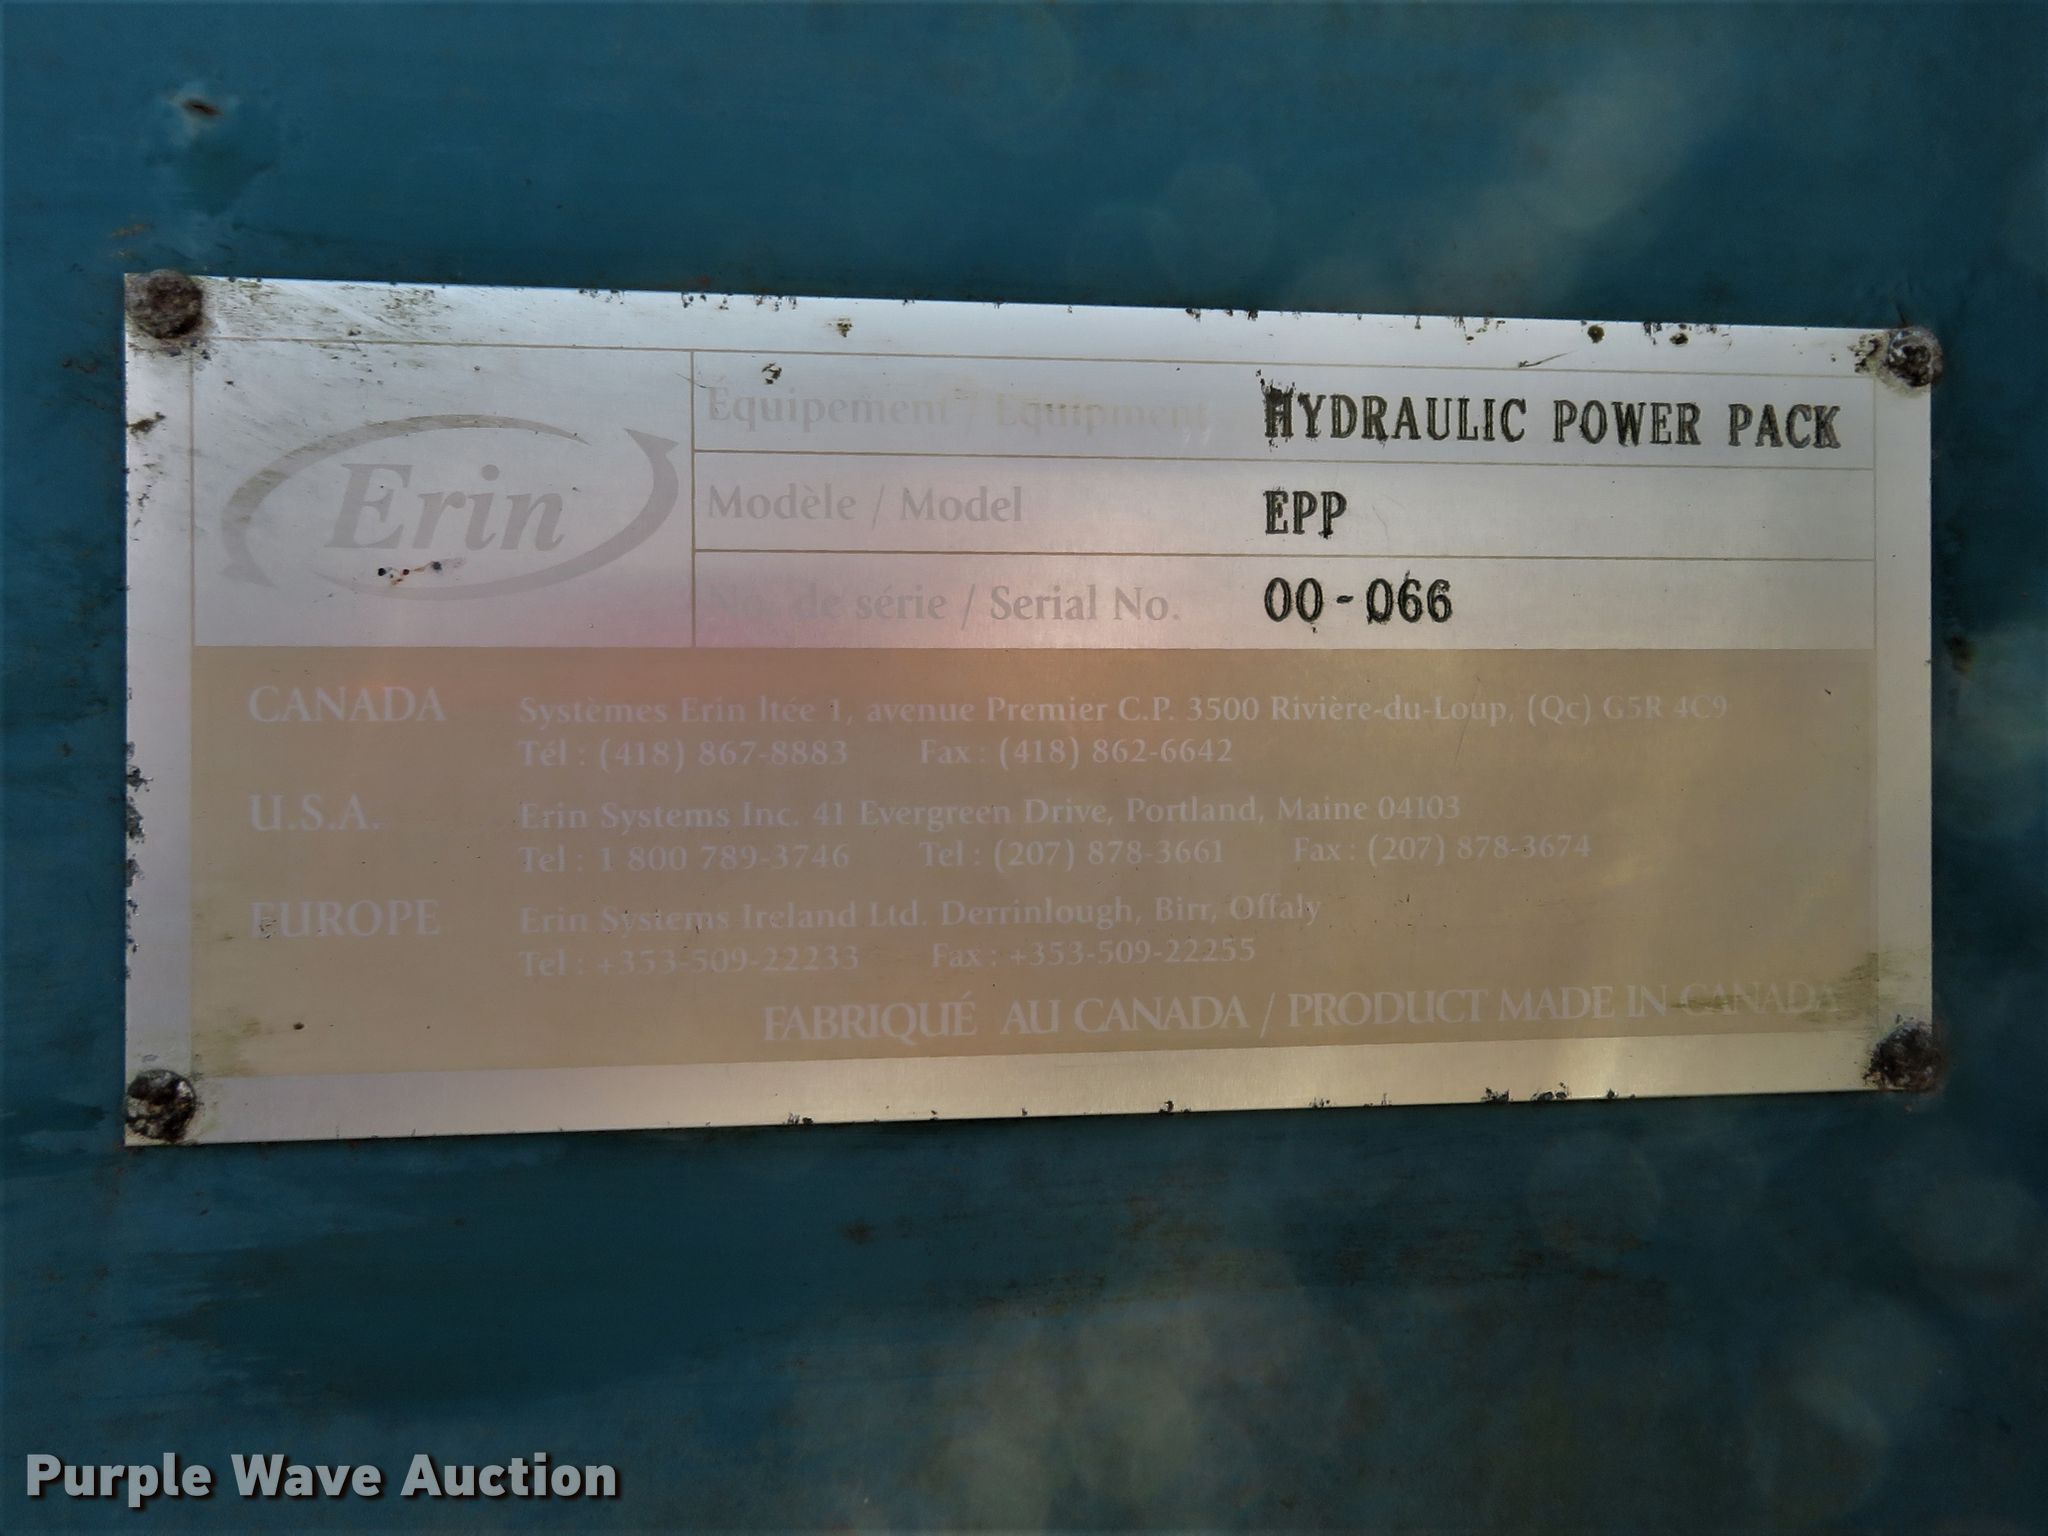 Erin
Équipement / Equipment HYDRAULIC POWER PACK
Modèle / Model EPP
de série / Serial No. 00-066
CANADA Systèmes Erin ltée 1, avenue Premier C.P. 3500 Rivière-du-Loup, (Qc) G5R 4C9
Tél : (418) 867-8883 Fax : (418) 862-6642
U.S.A. Erin Systems Inc. 41 Evergreen Drive, Portland, Maine 04103
Tel : 1 800 789-3746 Tel : (207) 878-3661 Fax : (207) 878-3674
EUROPE Erin Systems Ireland Ltd. Derrinlough, Birr, Offaly
Tel : +353-509-22233 Fax : +353-509-22255
FABRIQUÉ AU CANADA / PRODUCT MADE IN CANADA
Purple Wave Auction